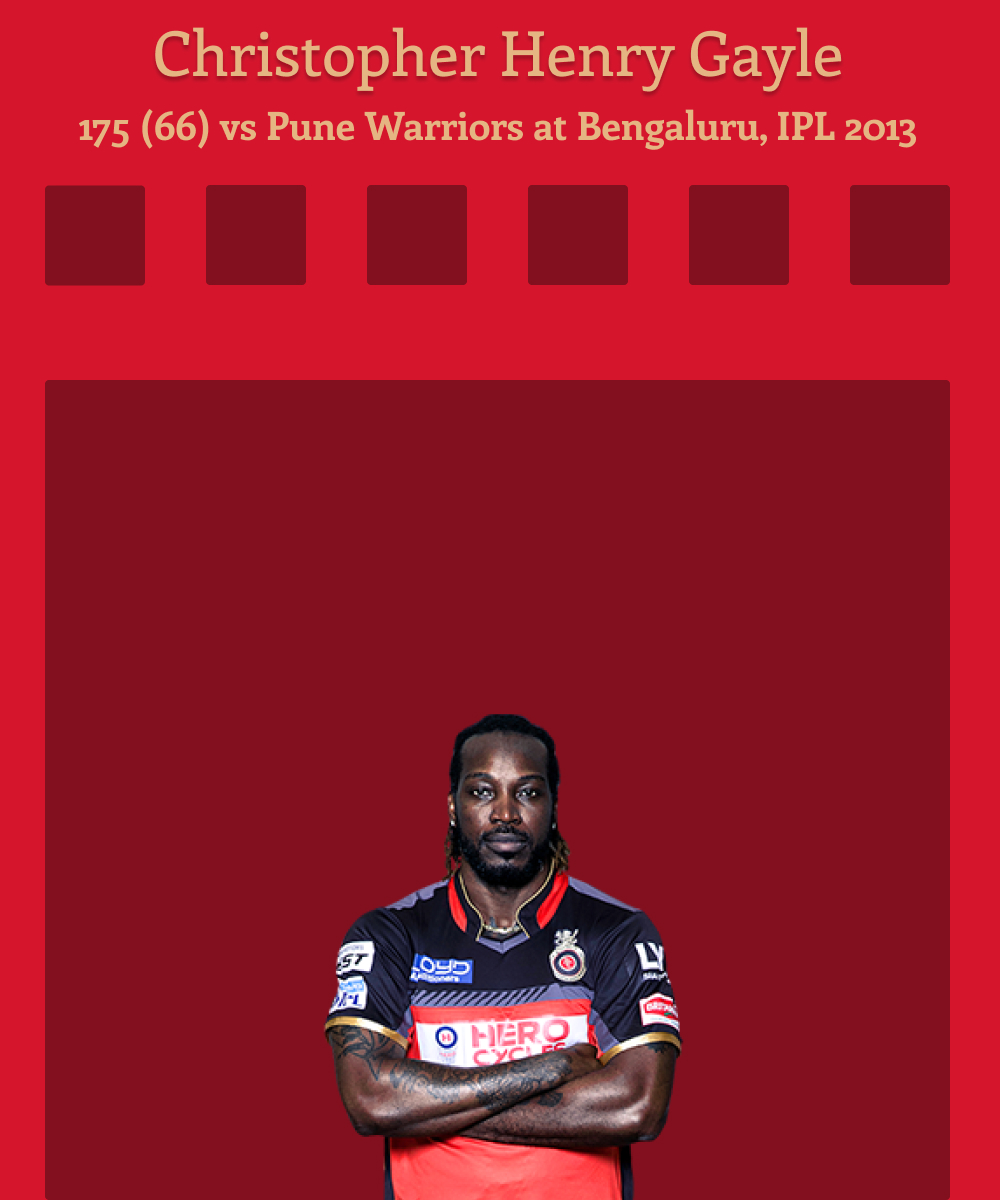 Christopher Henry Gayle
175 (66) vs Pune Warriors at Bengaluru, IPL 2013
HERO
CYCLES